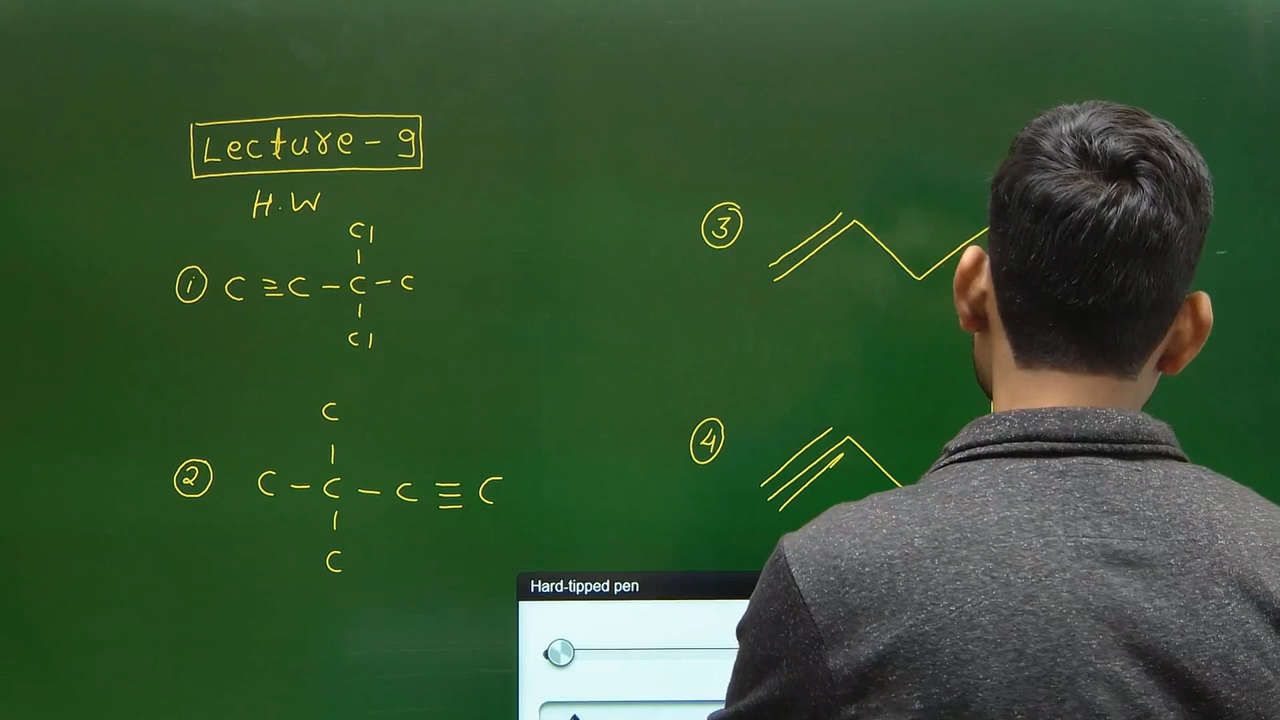 Lecture - 9
H.W
Cl
① C ≡ C – C – C
Cl
C
② C – C – C ≡ C
C
③
④
Hard-tipped pen